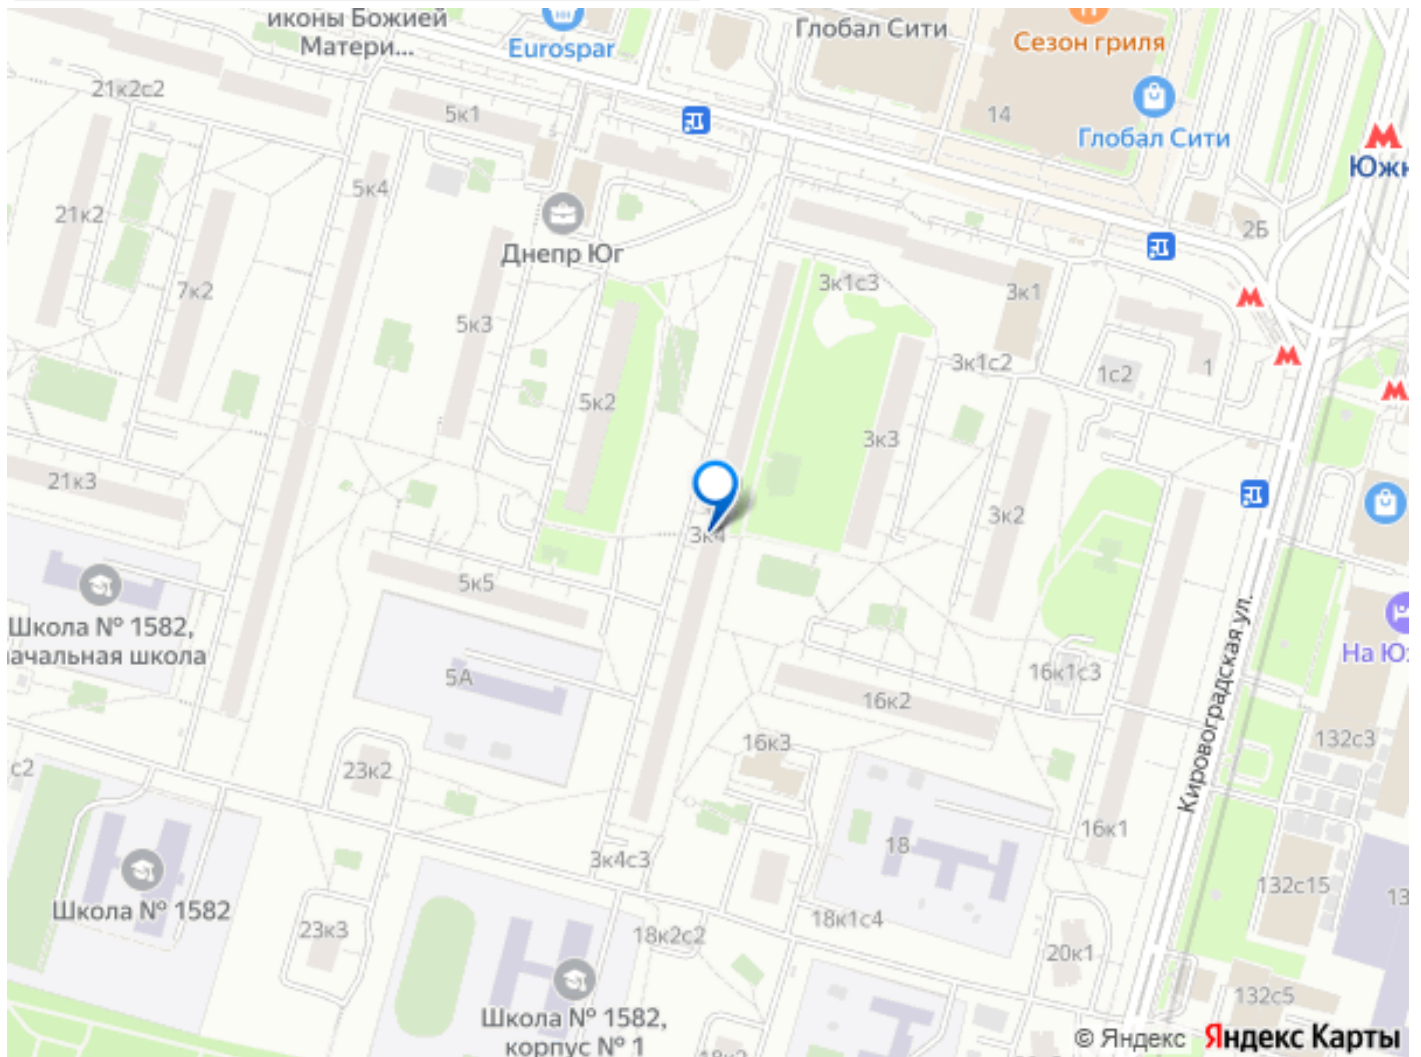 иконы Божией
Матери...
Eurospar
Глобал Сити
Сезон гриля
21к2с2
5к1
14
Глобал Сити
Южн
5к4
21к2
Днепр Юг
2Б
7к2
3к1с3
3к1
5к3
3к1с2
1с2
1
5к2
3к3
21к3
3к2
3к4
5к5
Школа № 1582,
начальная школа
5А
16к1с3
На Юж
16к2
Кировоградская ул.
132с3
16к3
с2
23к2
16к1
18
3к4с3
132с15
13
Школа № 1582
18к1с4
23к3
18к2с2
20к1
132с5
Школа № 1582,
корпус № 1
18к2
© Яндекс Яндекс Карты